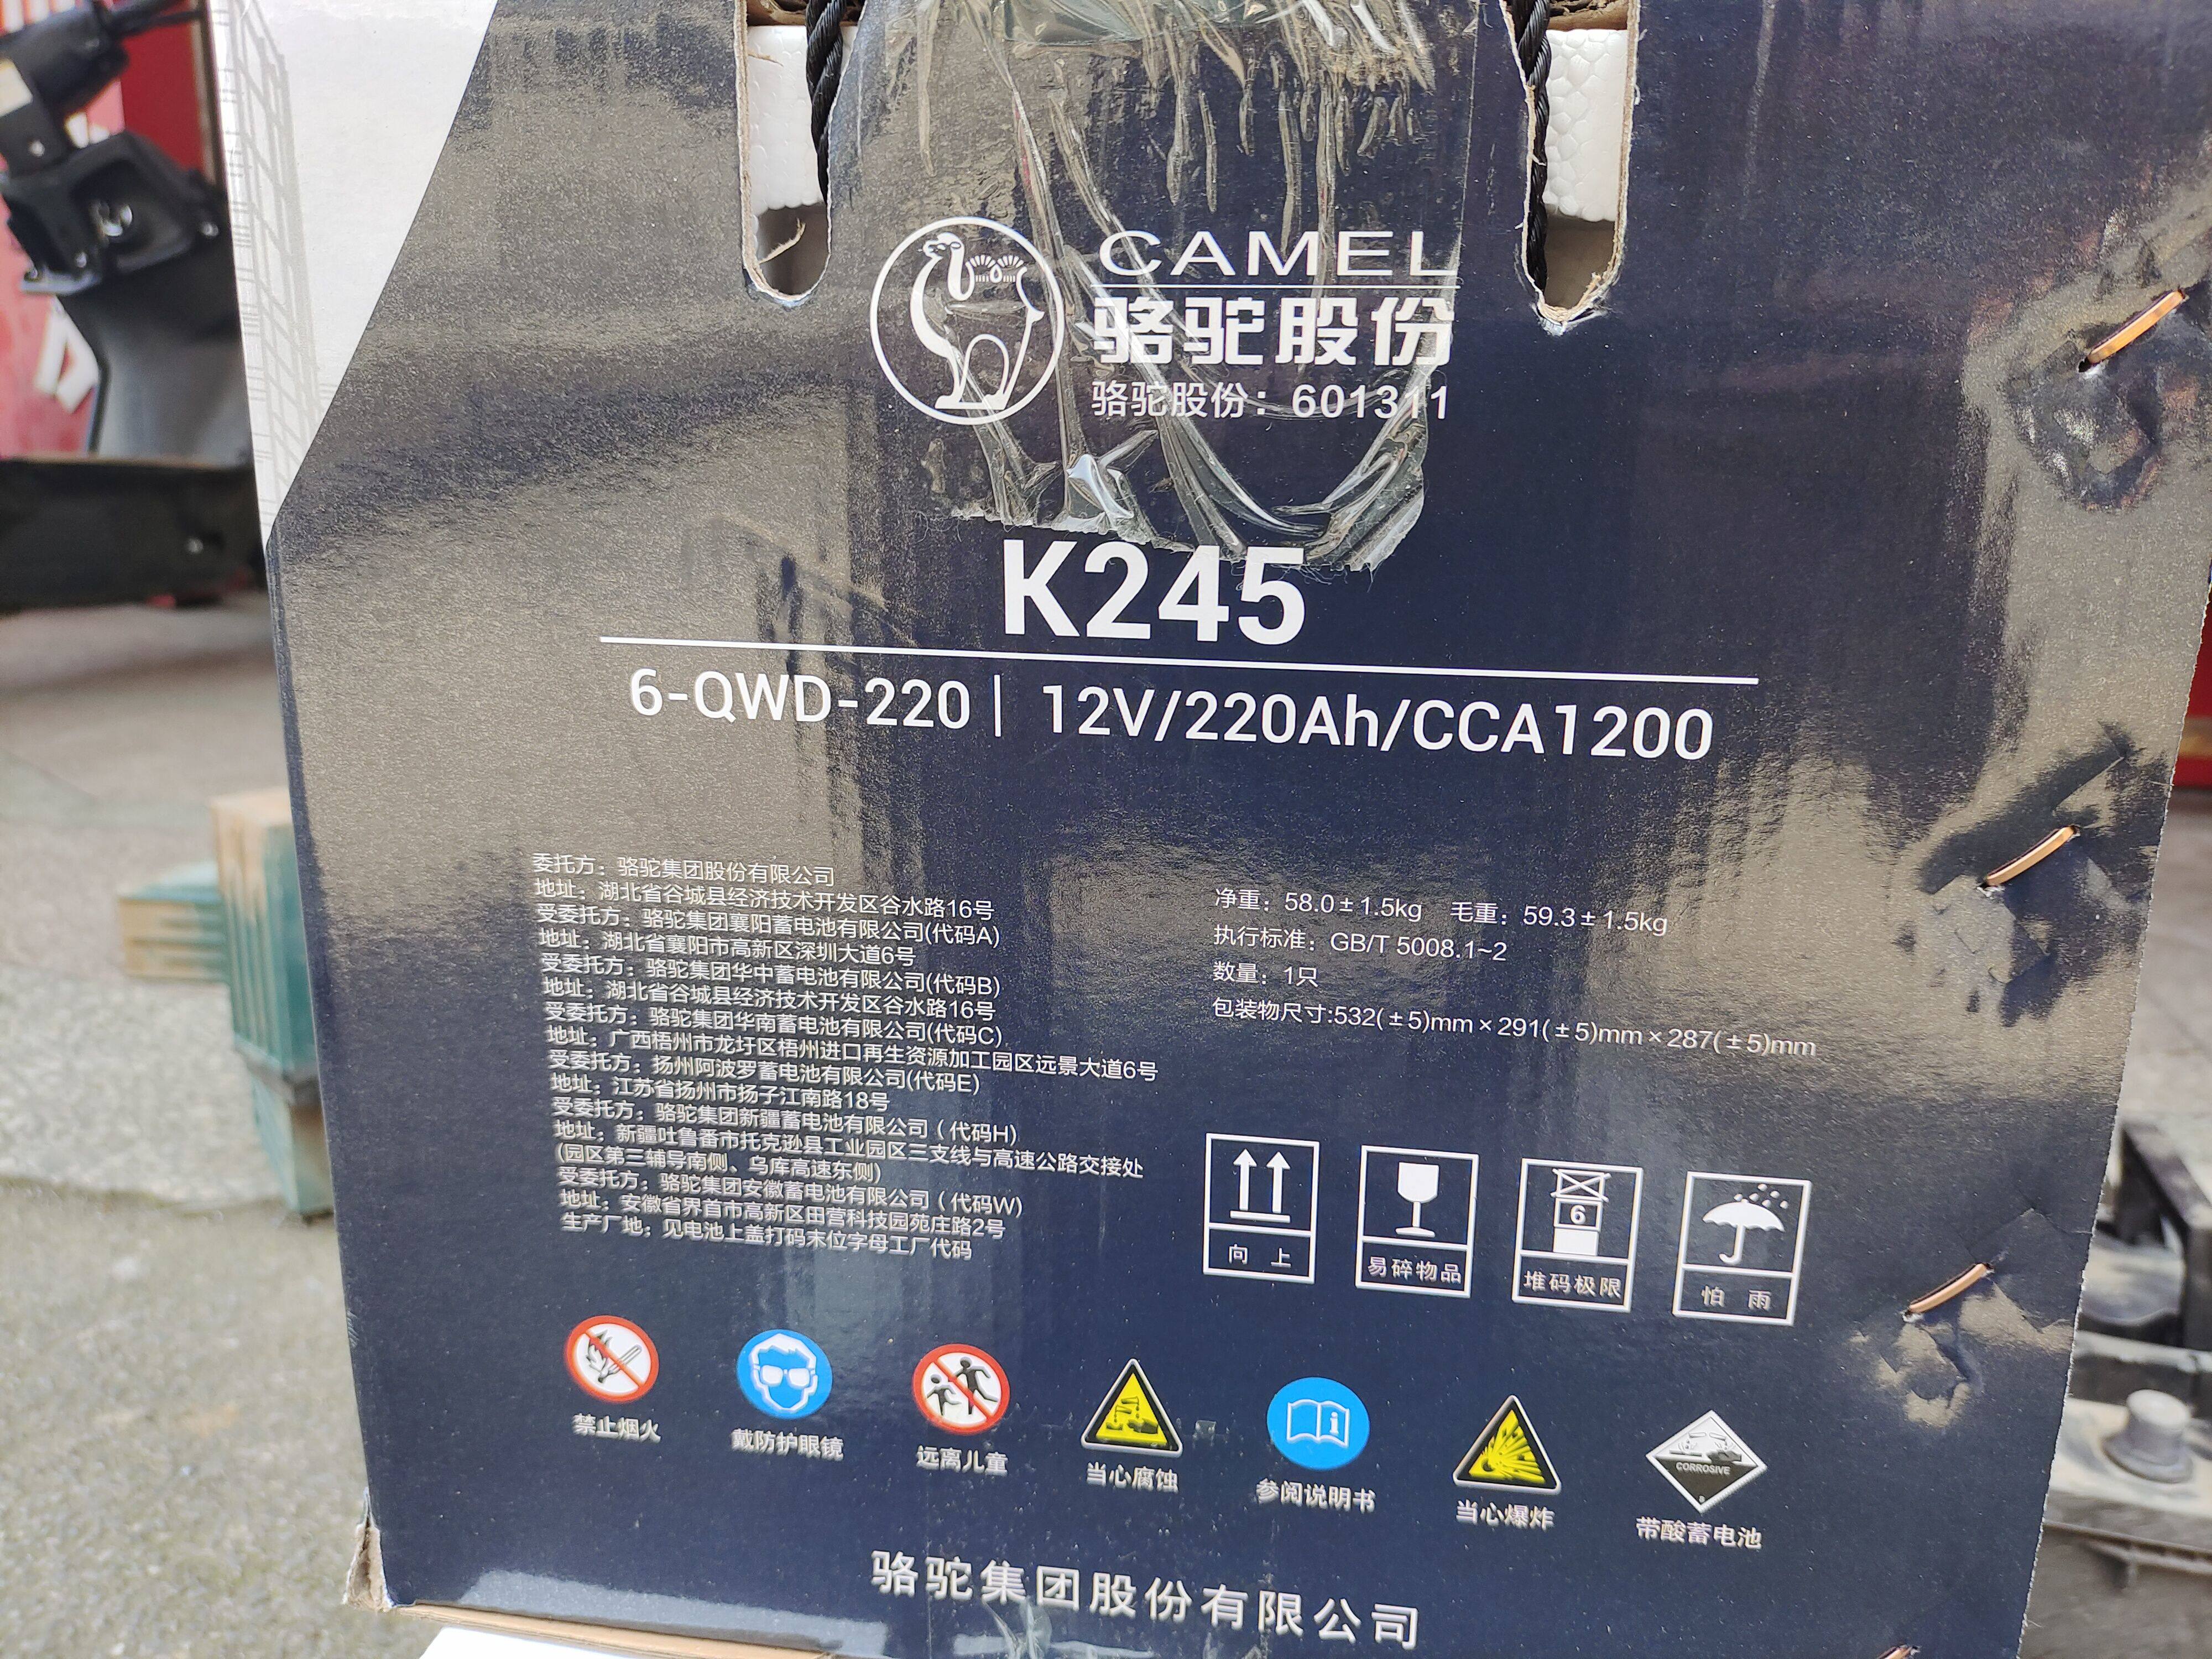 CAMEL
骆驼股份
骆驼股份：601311
K245
6-QWD-220 | 12V/220Ah/CCA1200
委托方：骆驼集团股份有限公司
地址：湖北省谷城县经济技术开发区谷水路16号
受委托方：骆驼集团襄阳蓄电池有限公司(代码A)
地址：湖北省襄阳市高新区深圳大道6号
受委托方：骆驼集团华中蓄电池有限公司(代码B)
地址：湖北省谷城县经济技术开发区谷水路16号
受委托方：骆驼集团华南蓄电池有限公司(代码C)
地址：广西梧州市龙圩区梧州进口再生资源加工园区远景大道6号
受委托方：扬州阿波罗蓄电池有限公司(代码E)
地址：江苏省扬州市扬子江南路18号
受委托方：骆驼集团新疆蓄电池有限公司（代码H)
地址：新疆吐鲁番市托克逊县工业园区三支线与高速公路交接处
(园区第三辅导南侧、乌库高速东侧)
受委托方：骆驼集团安徽蓄电池有限公司（代码W)
地址：安徽省界首市高新区田营科技园苑庄路2号
生产厂地：见电池上盖打码末位字母工厂代码
净重：58.0±1.5kg 毛重：59.3±1.5kg
执行标准：GB/T 5008.1~2
数量：1只
包装物尺寸:532(±5)mm×291(±5)mm×287(±5)mm
6
向上 易碎物品 堆码极限 怕雨
CORROSIVE
8
禁止烟火 戴防护眼镜 远离儿童 当心腐蚀 参阅说明书 当心爆炸 带酸蓄电池
骆驼集团股份有限公司